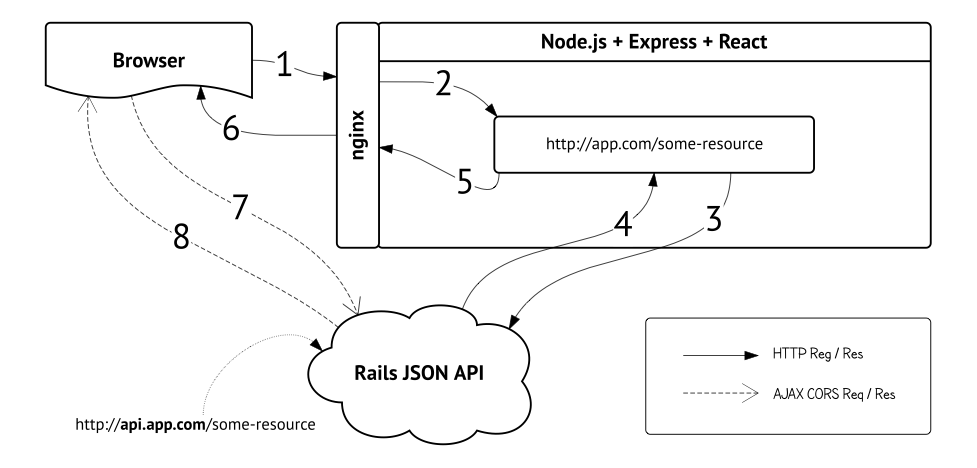 Browser
1
nginx
Node.js + Express + React
2
http://app.com/some-resource
6
5
7
8
4
3
Rails JSON API
http://api.app.com/some-resource
HTTP Reg / Res
AJAX CORS Req / Res